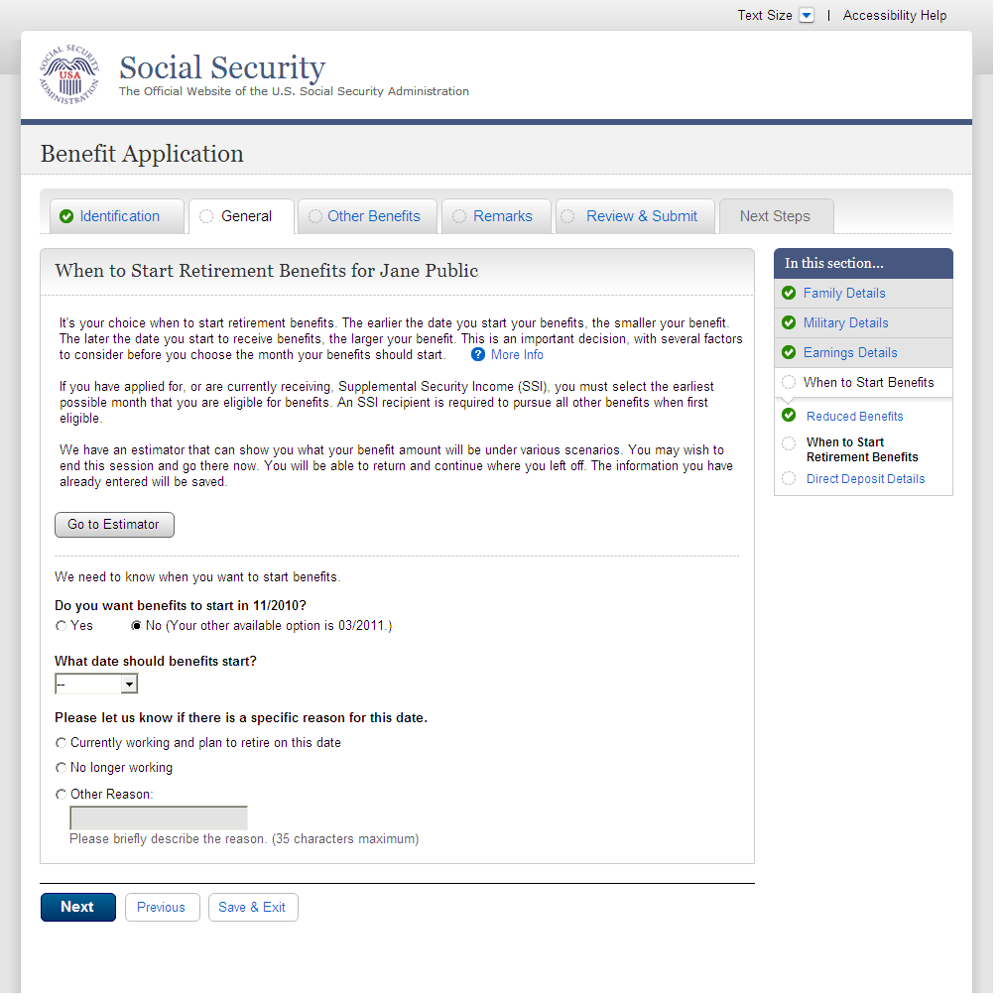 Text Size | Accessibility Help
SOCIAL SECURITY ADMINISTRATION
USA
Social Security
The Official Website of the U.S. Social Security Administration
Benefit Application
Identification General Other Benefits Remarks Review & Submit Next Steps
When to Start Retirement Benefits for Jane Public
It's your choice when to start retirement benefits. The earlier the date you start your benefits, the smaller your benefit.
The later the date you start to receive benefits, the larger your benefit. This is an important decision, with several factors
to consider before you choose the month your benefits should start. ? More Info
If you have applied for, or are currently receiving, Supplemental Security Income (SSI), you must select the earliest
possible month that you are eligible for benefits. An SSI recipient is required to pursue all other benefits when first
eligible.
We have an estimator that can show you what your benefit amount will be under various scenarios. You may wish to
end this session and go there now. You will be able to return and continue where you left off. The information you have
already entered will be saved.
Go to Estimator
We need to know when you want to start benefits.
Do you want benefits to start in 11/2010?
Yes No (Your other available option is 03/2011.)
What date should benefits start?
--
Please let us know if there is a specific reason for this date.
Currently working and plan to retire on this date
No longer working
Other Reason:
Please briefly describe the reason. (35 characters maximum)
Next Previous Save & Exit
In this section...
Family Details
Military Details
Earnings Details
When to Start Benefits
Reduced Benefits
When to Start
Retirement Benefits
Direct Deposit Details